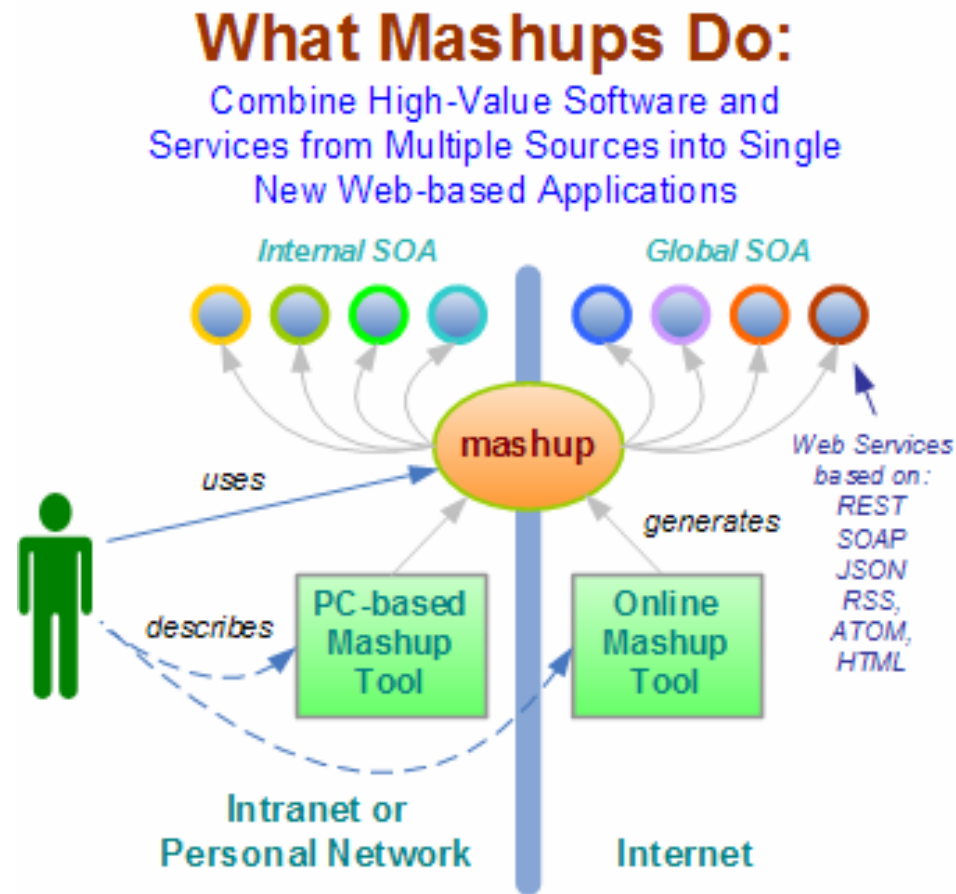 What Mashups Do:
Combine High-Value Software and
Services from Multiple Sources into Single
New Web-based Applications
Internal SOA
Global SOA
mashup
Web Services
based on:
REST
SOAP
JSON
RSS,
ATOM,
HTML
uses
generates
describes
PC-based
Mashup
Tool
Online
Mashup
Tool
Intranet or
Personal Network
Internet